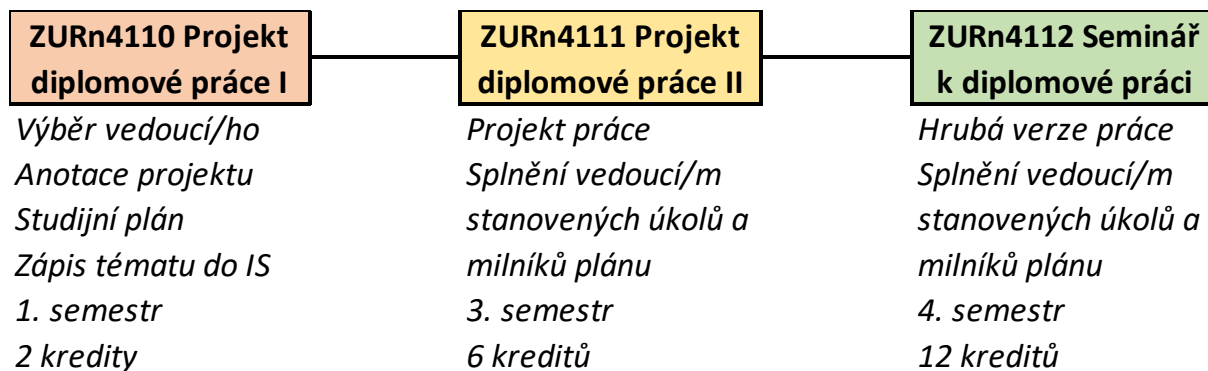 ZURn4110 Projekt
diplomové práce I
Výběr vedoucí/ho
Anotace projektu
Studijní plán
Zápis tématu do IS
1. semestr
2 kredity
ZURn4111 Projekt
diplomové práce II
Projekt práce
Splnění vedoucí/m
stanovených úkolů a
milníků plánu
3. semestr
6 kreditů
ZURn4112 Seminář
k diplomové práci
Hrubá verze práce
Splnění vedoucí/m
stanovených úkolů a
milníků plánu
4. semestr
12 kreditů